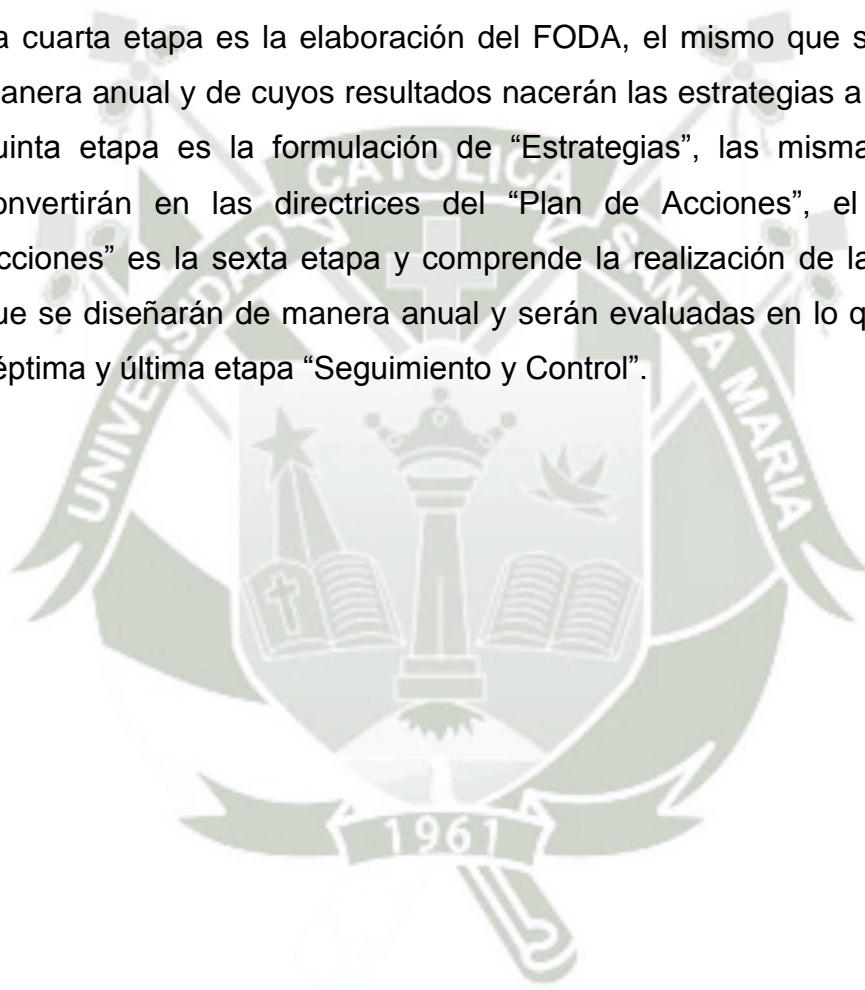 a cuarta etapa es la elaboración del FODA, el mismo que s
anera anual y de cuyos resultados nacerán las estrategias a
uinta etapa es la formulación de “Estrategias”, las misma
onvertirán en las directrices del “Plan de Acciones”, el
cciones” es la sexta etapa y comprende la realización de la
ue se diseñarán de manera anual y serán evaluadas en lo q
éptima y última etapa “Seguimiento y Control”.
UNIVERSIDAD CATOLICA SANTA MARIA
1961